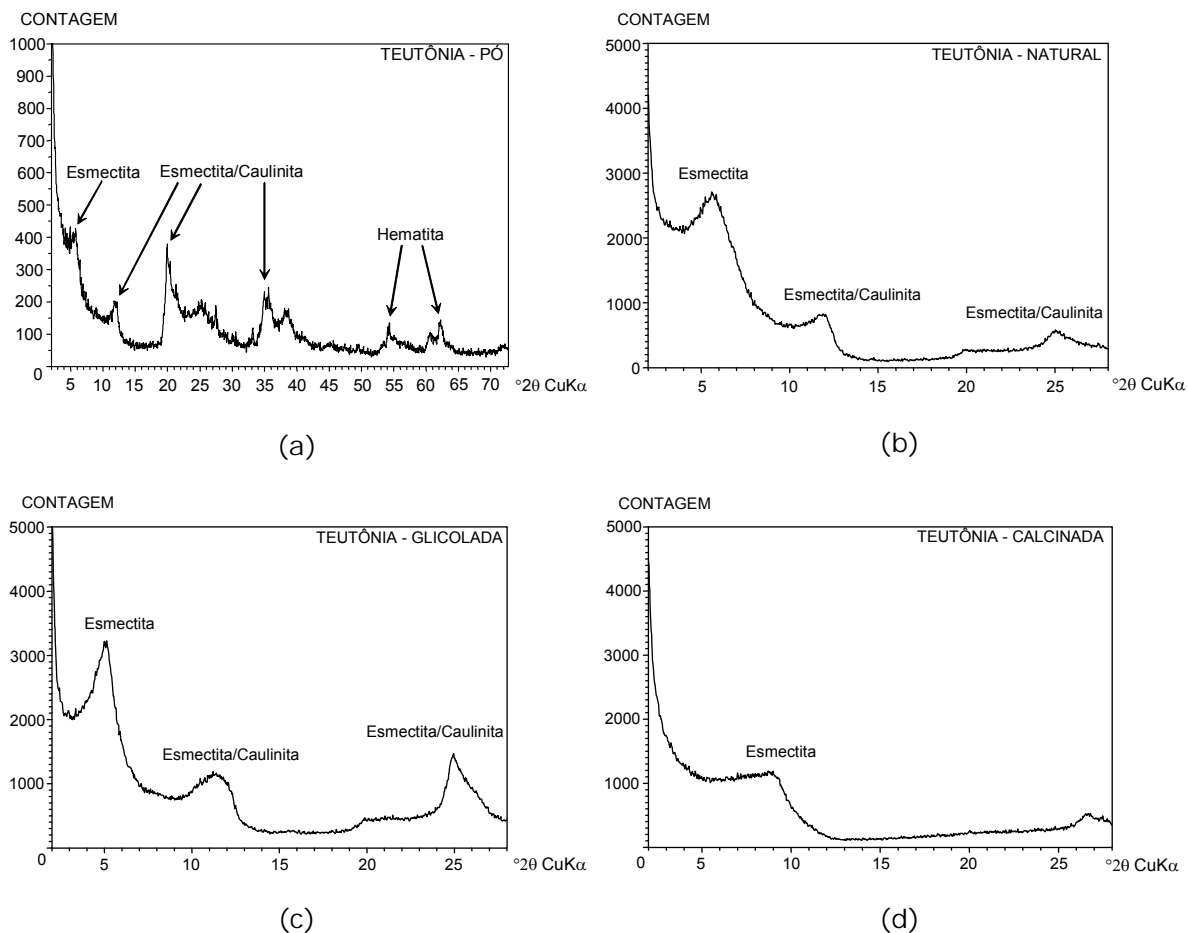 CONTAGEM
TEUTÔNIA - PÓ
1000
900
800
700
600
500
400
300
200
100
0
Esmectita
Esmectita/Caulinita
Hematita
5 10 15 20 25 30 35 40 45 50 55 60 65 70 °2θ CuKα
(a)
CONTAGEM
TEUTÔNIA - NATURAL
5000
4000
3000
2000
1000
0
Esmectita
Esmectita/Caulinita
Esmectita/Caulinita
5 10 15 20 25 °2θ CuKα
(b)
CONTAGEM
TEUTÔNIA - GLICOLADA
5000
4000
3000
2000
1000
0
Esmectita
Esmectita/Caulinita
Esmectita/Caulinita
5 10 15 20 25 °2θ CuKα
(c)
CONTAGEM
TEUTÔNIA - CALCINADA
5000
4000
3000
2000
1000
0
Esmectita
5 10 15 20 25 °2θ CuKα
(d)